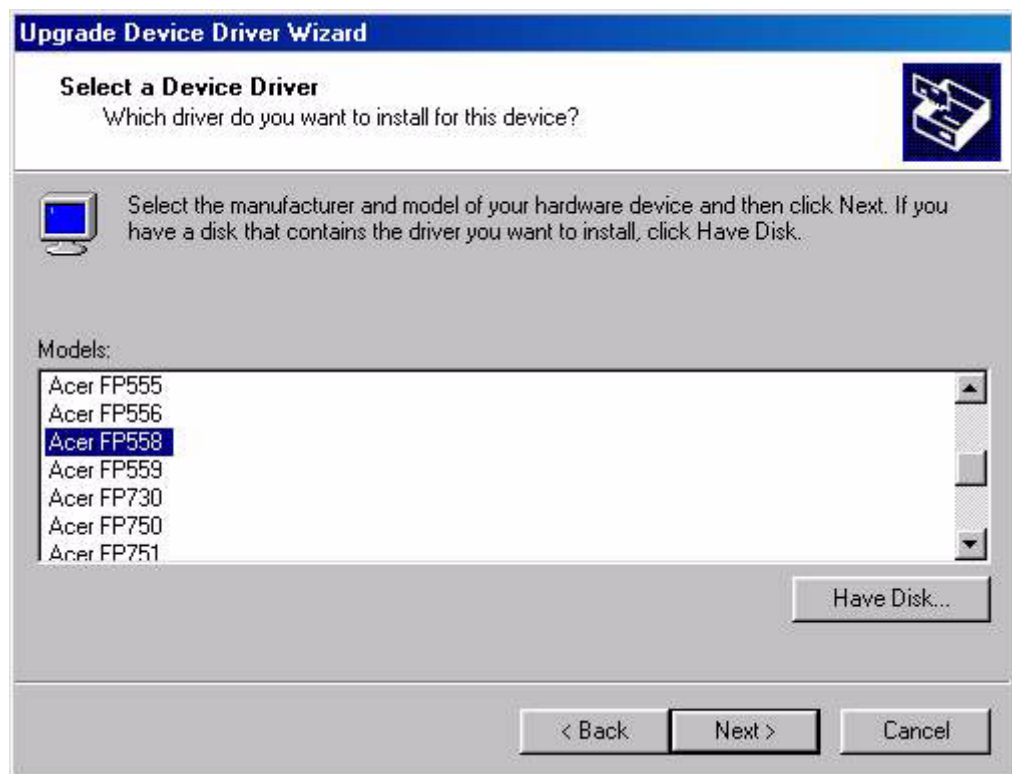 Upgrade Device Driver Wizard
Select a Device Driver
Which driver do you want to install for this device?
Select the manufacturer and model of your hardware device and then click Next. If you
have a disk that contains the driver you want to install, click Have Disk.
Models:
Acer FP555
Acer FP556
Acer FP558
Acer FP559
Acer FP730
Acer FP750
Acer FP751
Have Disk...
< Back
Next >
Cancel